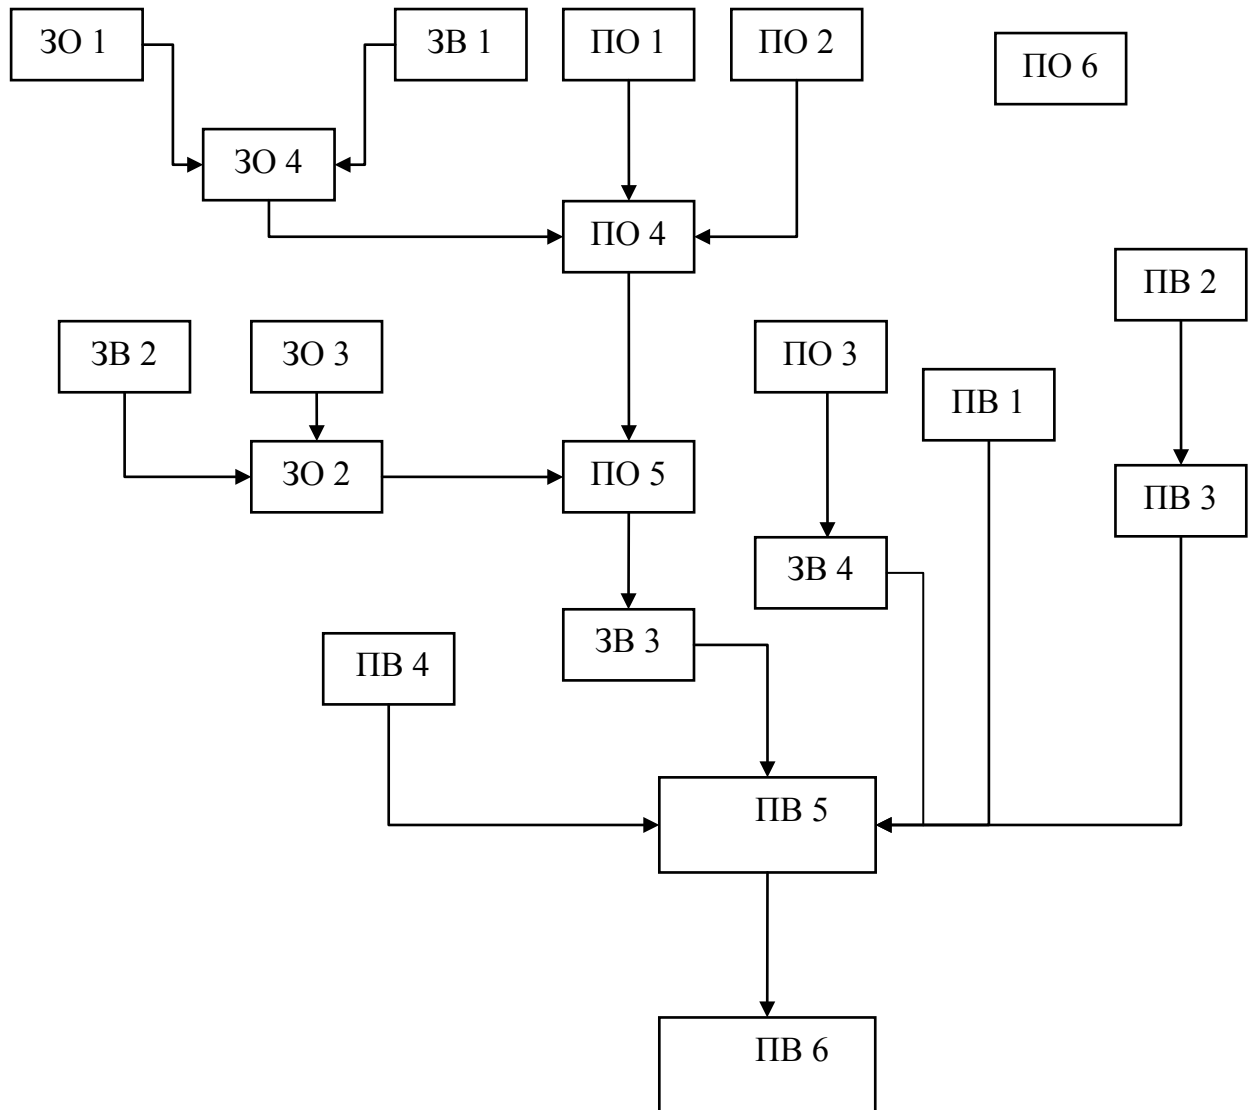 ЗО 1
ЗВ 1
ПО 1
ПО 2
ПО 6
ЗО 4
ПО 4
ПВ 2
ЗВ 2
ЗО 3
ПО 3
ПВ 1
ЗО 2
ПО 5
ПВ 3
ЗВ 4
ЗВ 3
ПВ 4
ПВ 5
ПВ 6